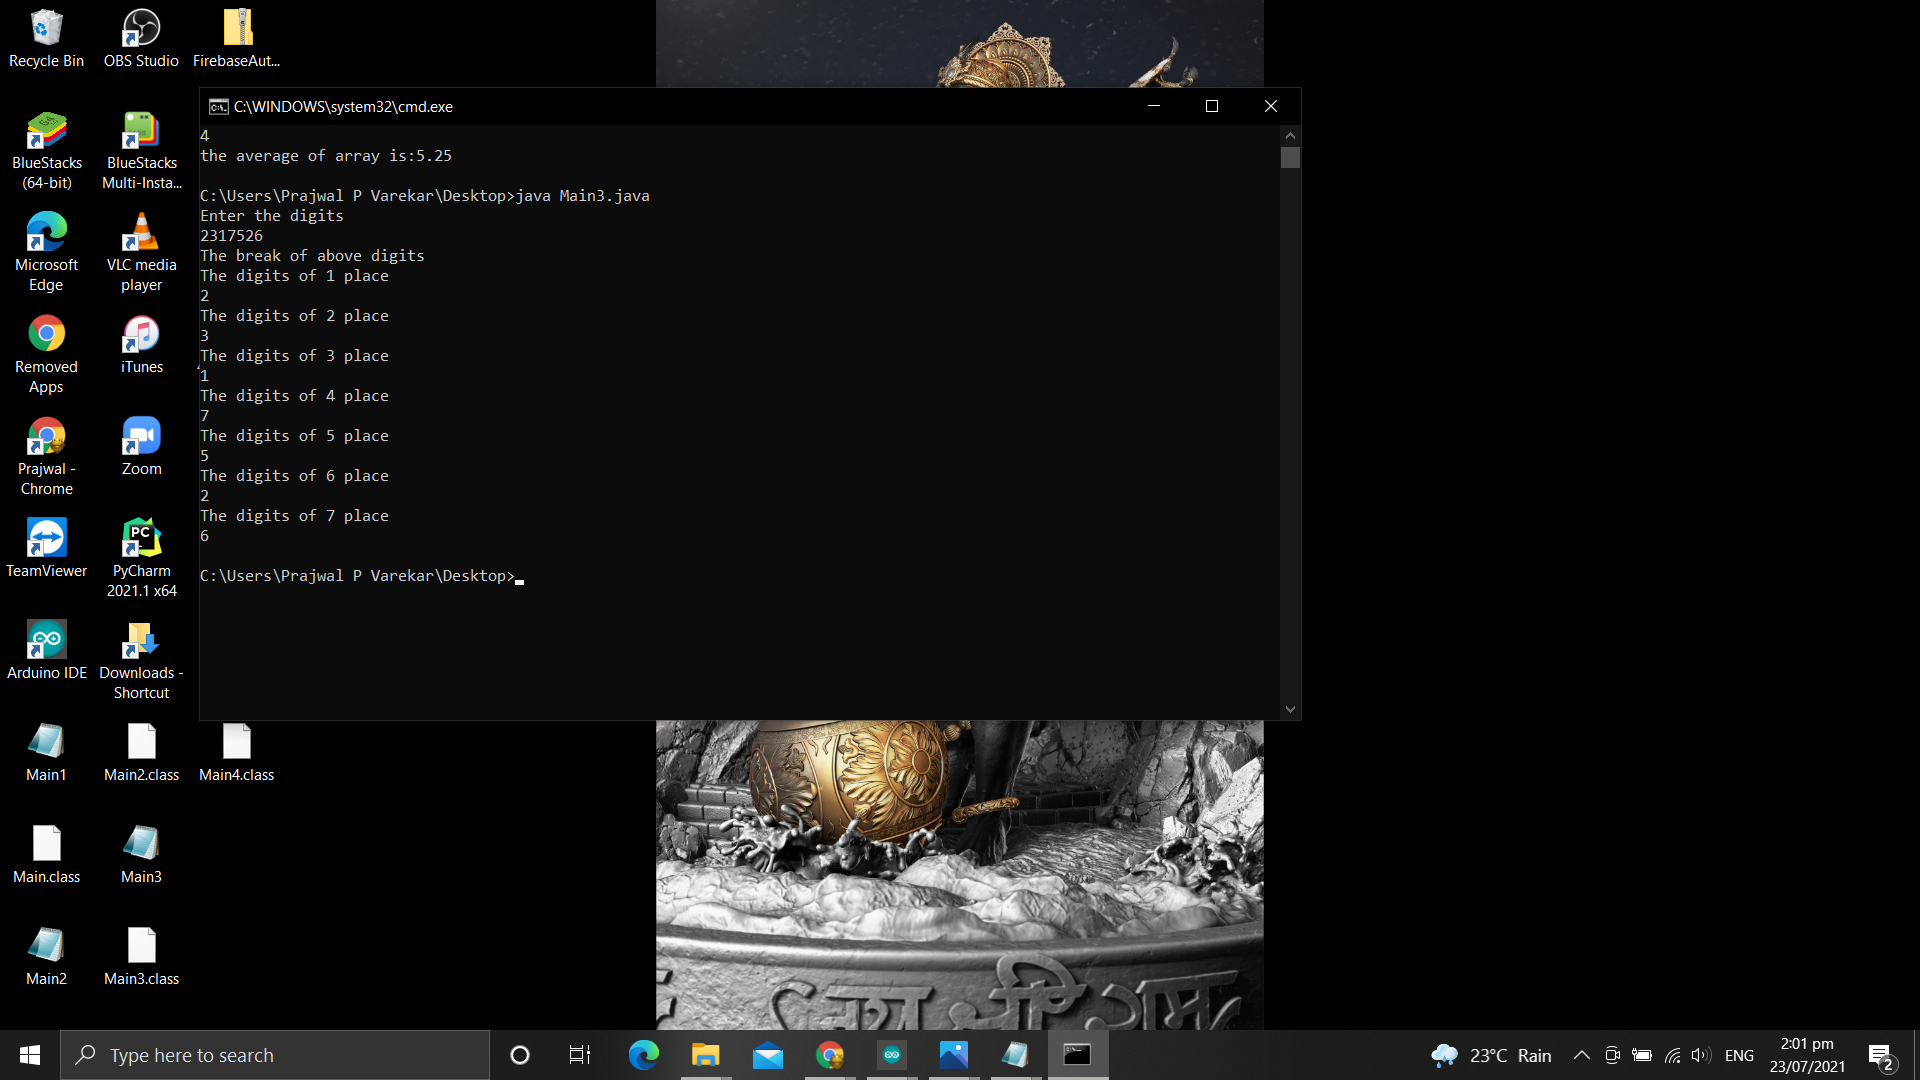 Recycle Bin
OBS Studio
FirebaseAut...
BlueStacks
(64-bit)
BlueStacks
Multi-Insta...
Microsoft
Edge
VLC media
player
Removed
Apps
iTunes
Prajwal -
Chrome
Zoom
TeamViewer
PyCharm
2021.1 x64
Arduino IDE
Downloads -
Shortcut
Main1
Main2.class
Main4.class
Main.class
Main3
Main2
Main3.class
C:\WINDOWS\system32\cmd.exe
4
the average of array is:5.25
C:\Users\Prajwal P Varekar\Desktop>java Main3.java
Enter the digits
2317526
The break of above digits
The digits of 1 place
2
The digits of 2 place
3
The digits of 3 place
1
The digits of 4 place
7
The digits of 5 place
5
The digits of 6 place
2
The digits of 7 place
6
C:\Users\Prajwal P Varekar\Desktop>
जय श्री राम
Type here to search
23°C Rain
ENG
2:01 pm
23/07/2021
2